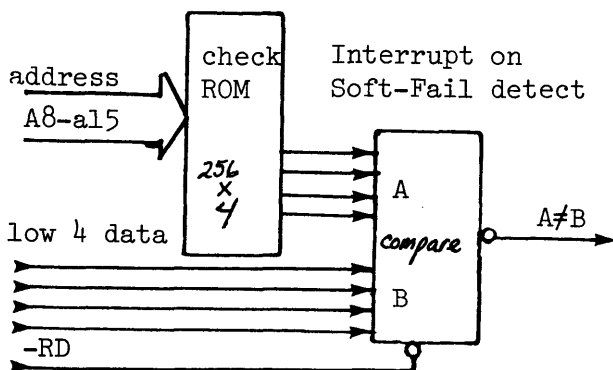 check
ROM
Interrupt on
Soft-Fail detect
address
A8-a15
256
x
4
A
compare
A≠B
low 4 data
B
-RD